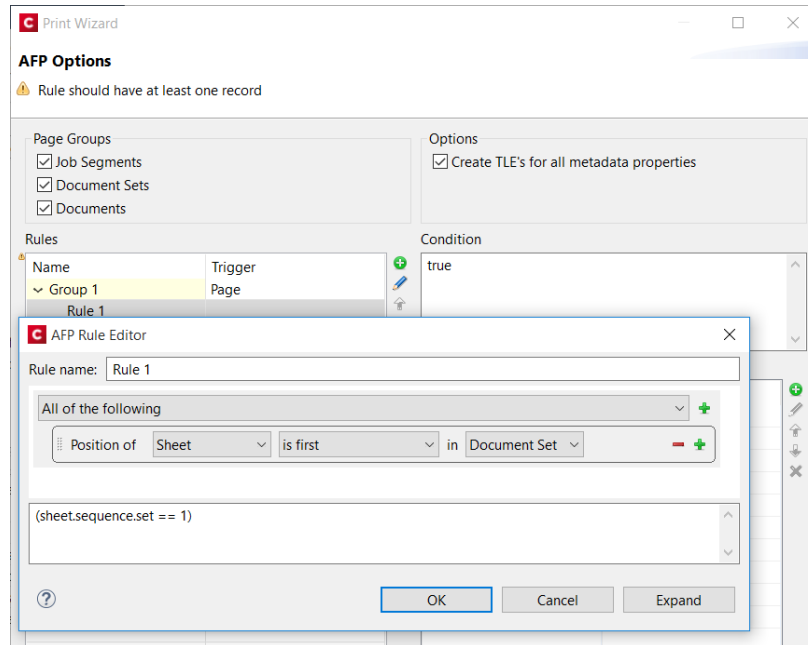 C Print Wizard
AFP Options
Rule should have at least one record
Page Groups
Options
Job Segments
Create TLE's for all metadata properties
Document Sets
Documents
Rules
Condition
Name Trigger
true
Group 1 Page
Rule 1
C AFP Rule Editor
Rule name: Rule 1
All of the following
Position of Sheet is first in Document Set
(sheet.sequence.set == 1)
? OK Cancel Expand